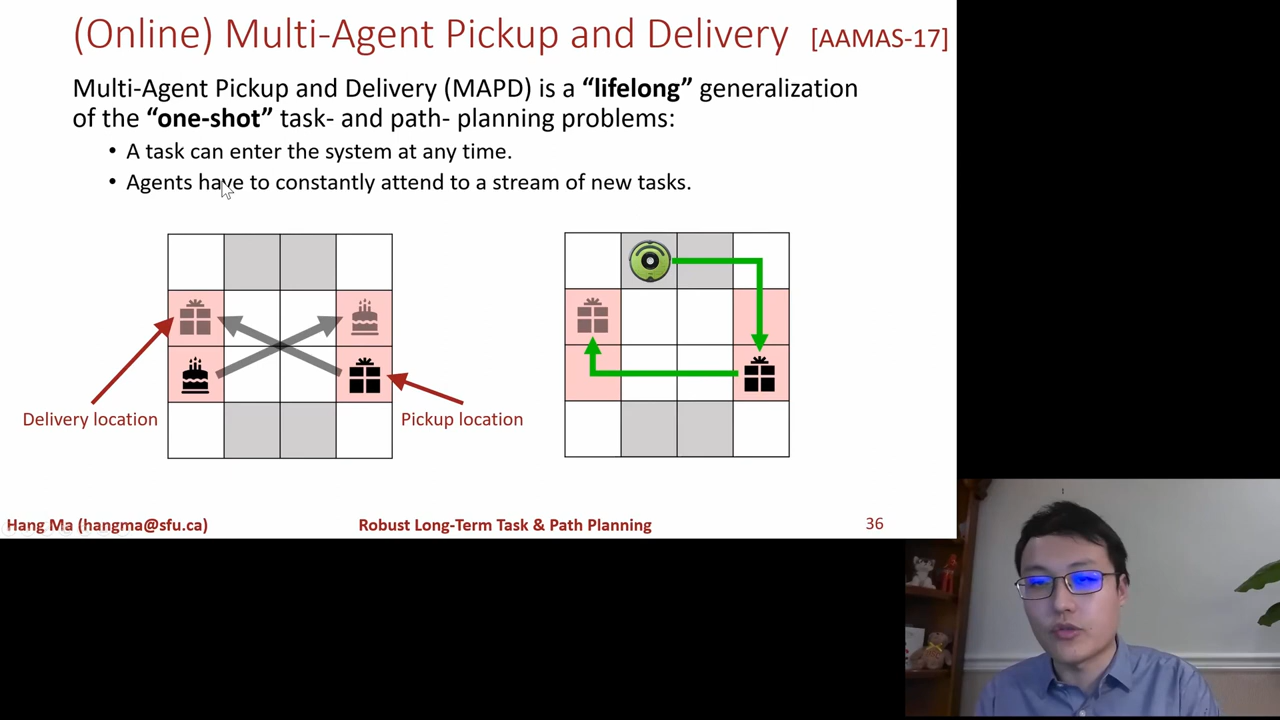 (Online) Multi-Agent Pickup and Delivery [AAMAS-17]
Multi-Agent Pickup and Delivery (MAPD) is a “lifelong” generalization
of the “one-shot” task- and path- planning problems:
• A task can enter the system at any time.
• Agents have to constantly attend to a stream of new tasks.
Delivery location
Pickup location
Hang Ma (hangma@sfu.ca)
Robust Long-Term Task & Path Planning
36